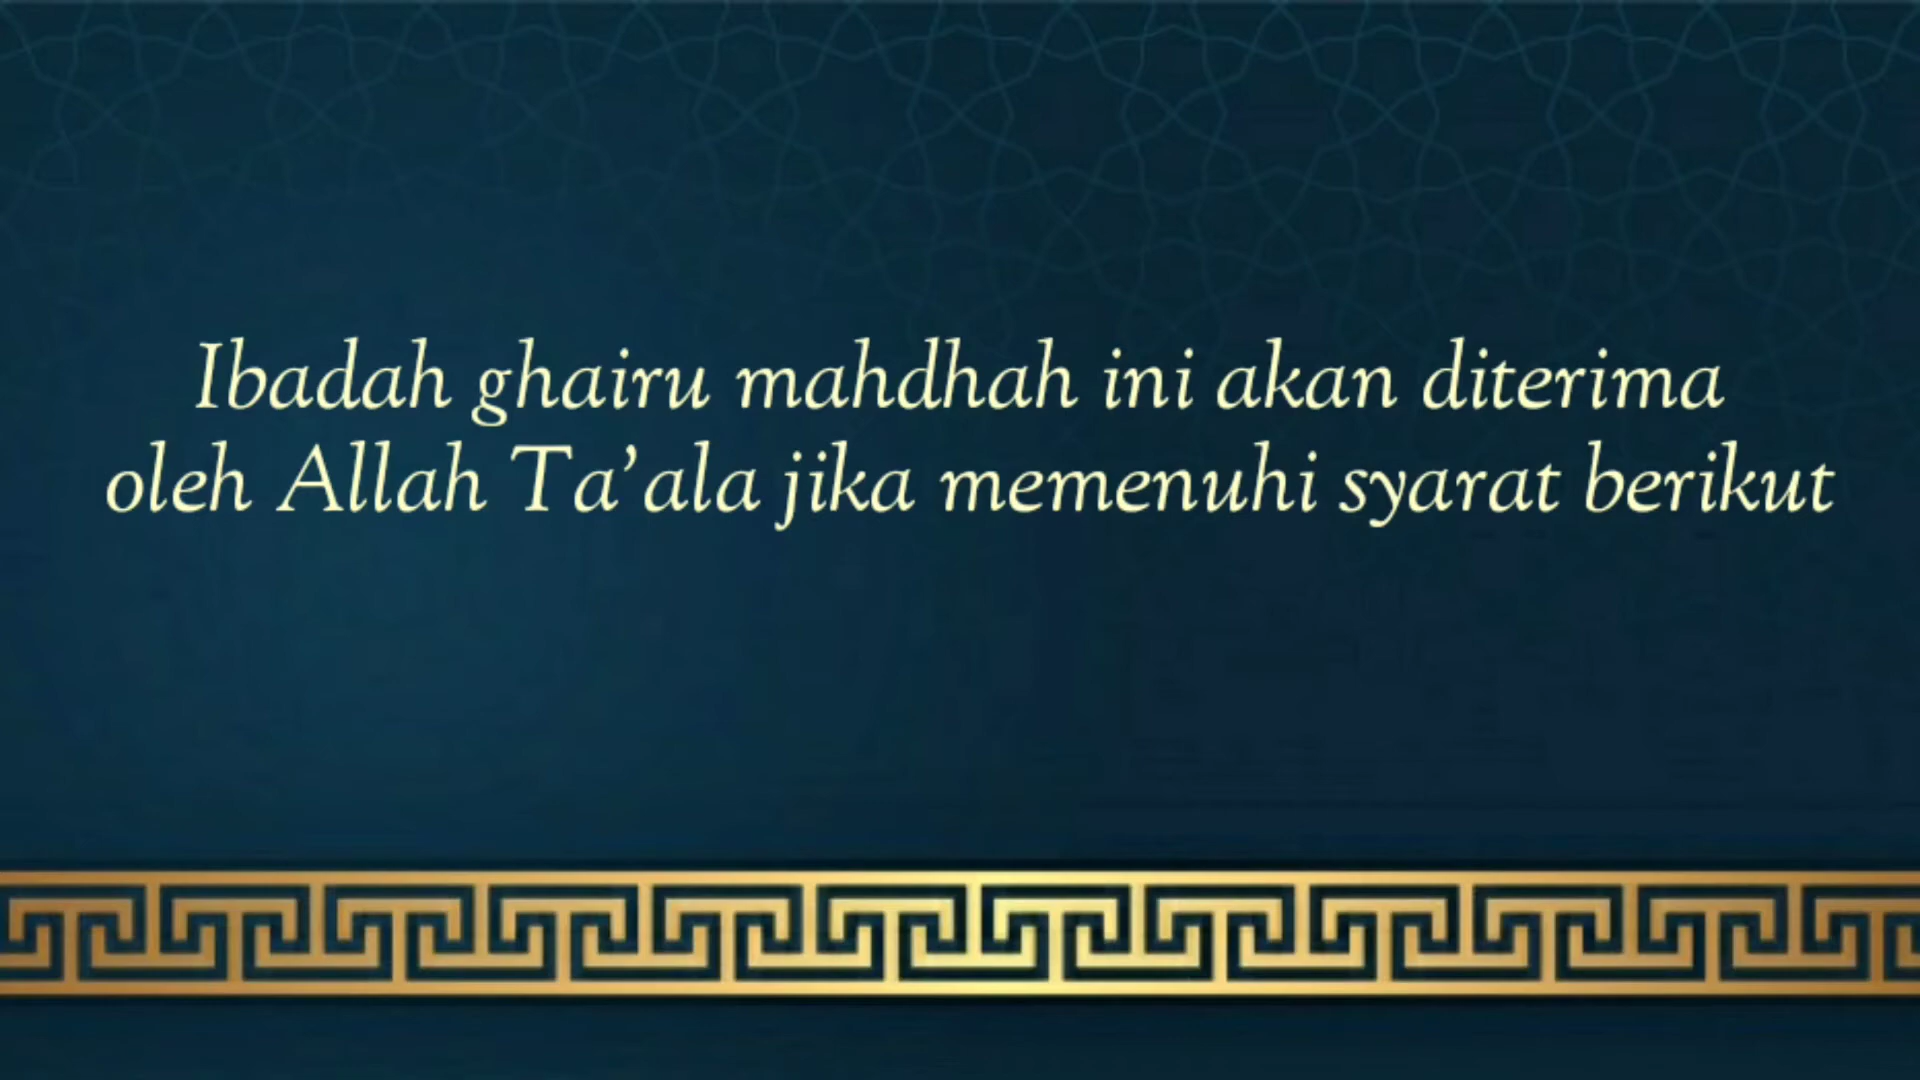 Ibadah ghairu mahdhah ini akan diterima
oleh Allah Ta’ala jika memenuhi syarat berikut